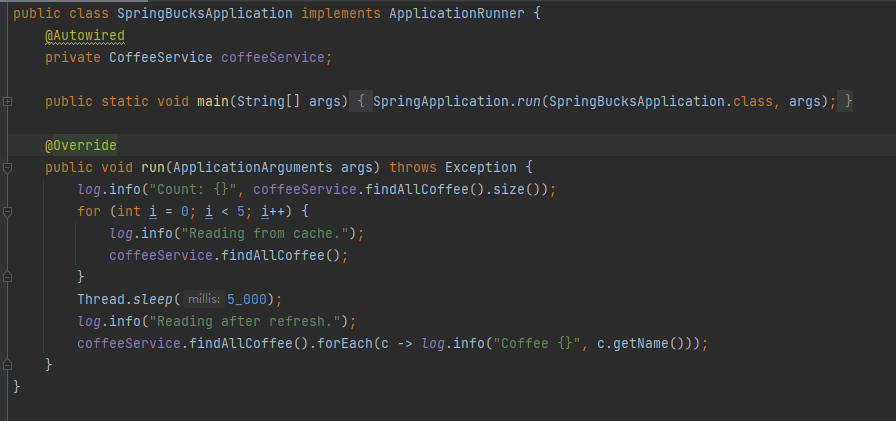 public class SpringBucksApplication implements ApplicationRunner {
    @Autowired
    private CoffeeService coffeeService;
    public static void main(String[] args) { SpringApplication.run(SpringBucksApplication.class, args); }
    @Override
    public void run(ApplicationArguments args) throws Exception {
        log.info("Count: {}", coffeeService.findAllCoffee().size());
        for (int i = 0; i < 5; i++) {
            log.info("Reading from cache.");
            coffeeService.findAllCoffee();
        }
        Thread.sleep( millis: 5_000);
        log.info("Reading after refresh.");
        coffeeService.findAllCoffee().forEach(c -> log.info("Coffee {}", c.getName()));
    }
}